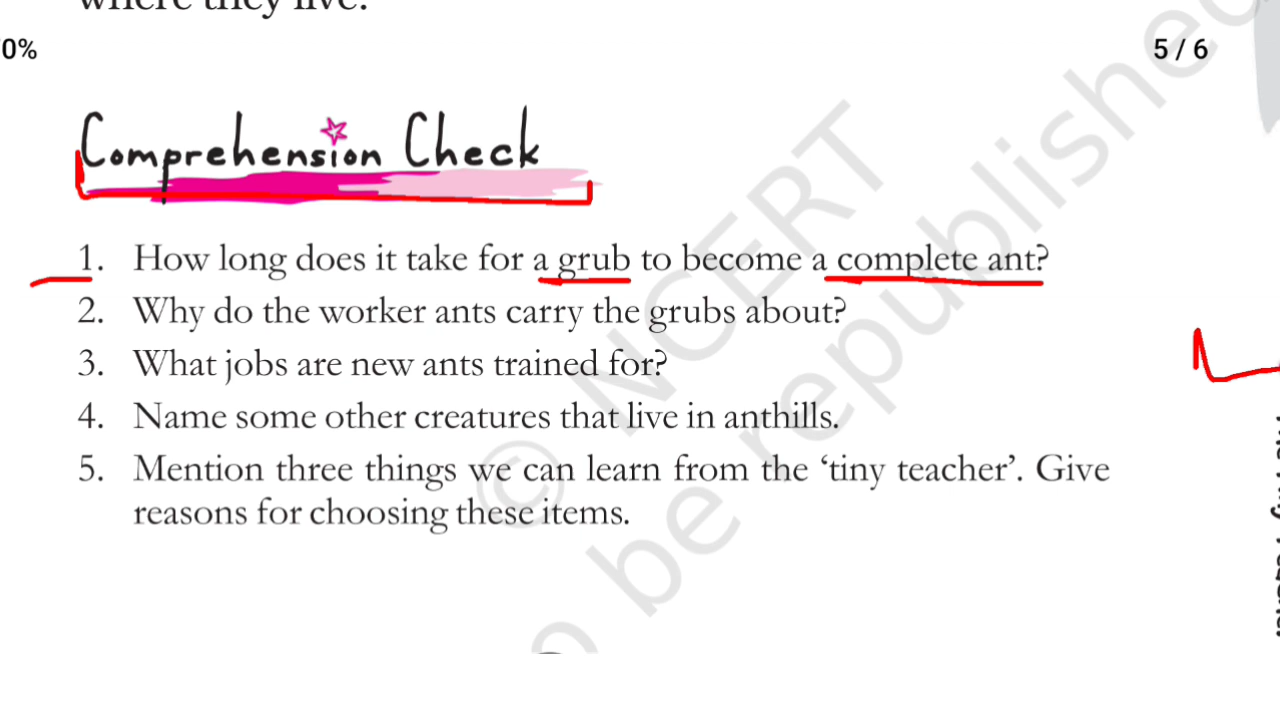 where they live.
0%
5 / 6
Comprehension Check
1. How long does it take for a grub to become a complete ant?
2. Why do the worker ants carry the grubs about?
3. What jobs are new ants trained for?
4. Name some other creatures that live in anthills.
5. Mention three things we can learn from the ‘tiny teacher’. Give
reasons for choosing these items.
© NCERT
be republished